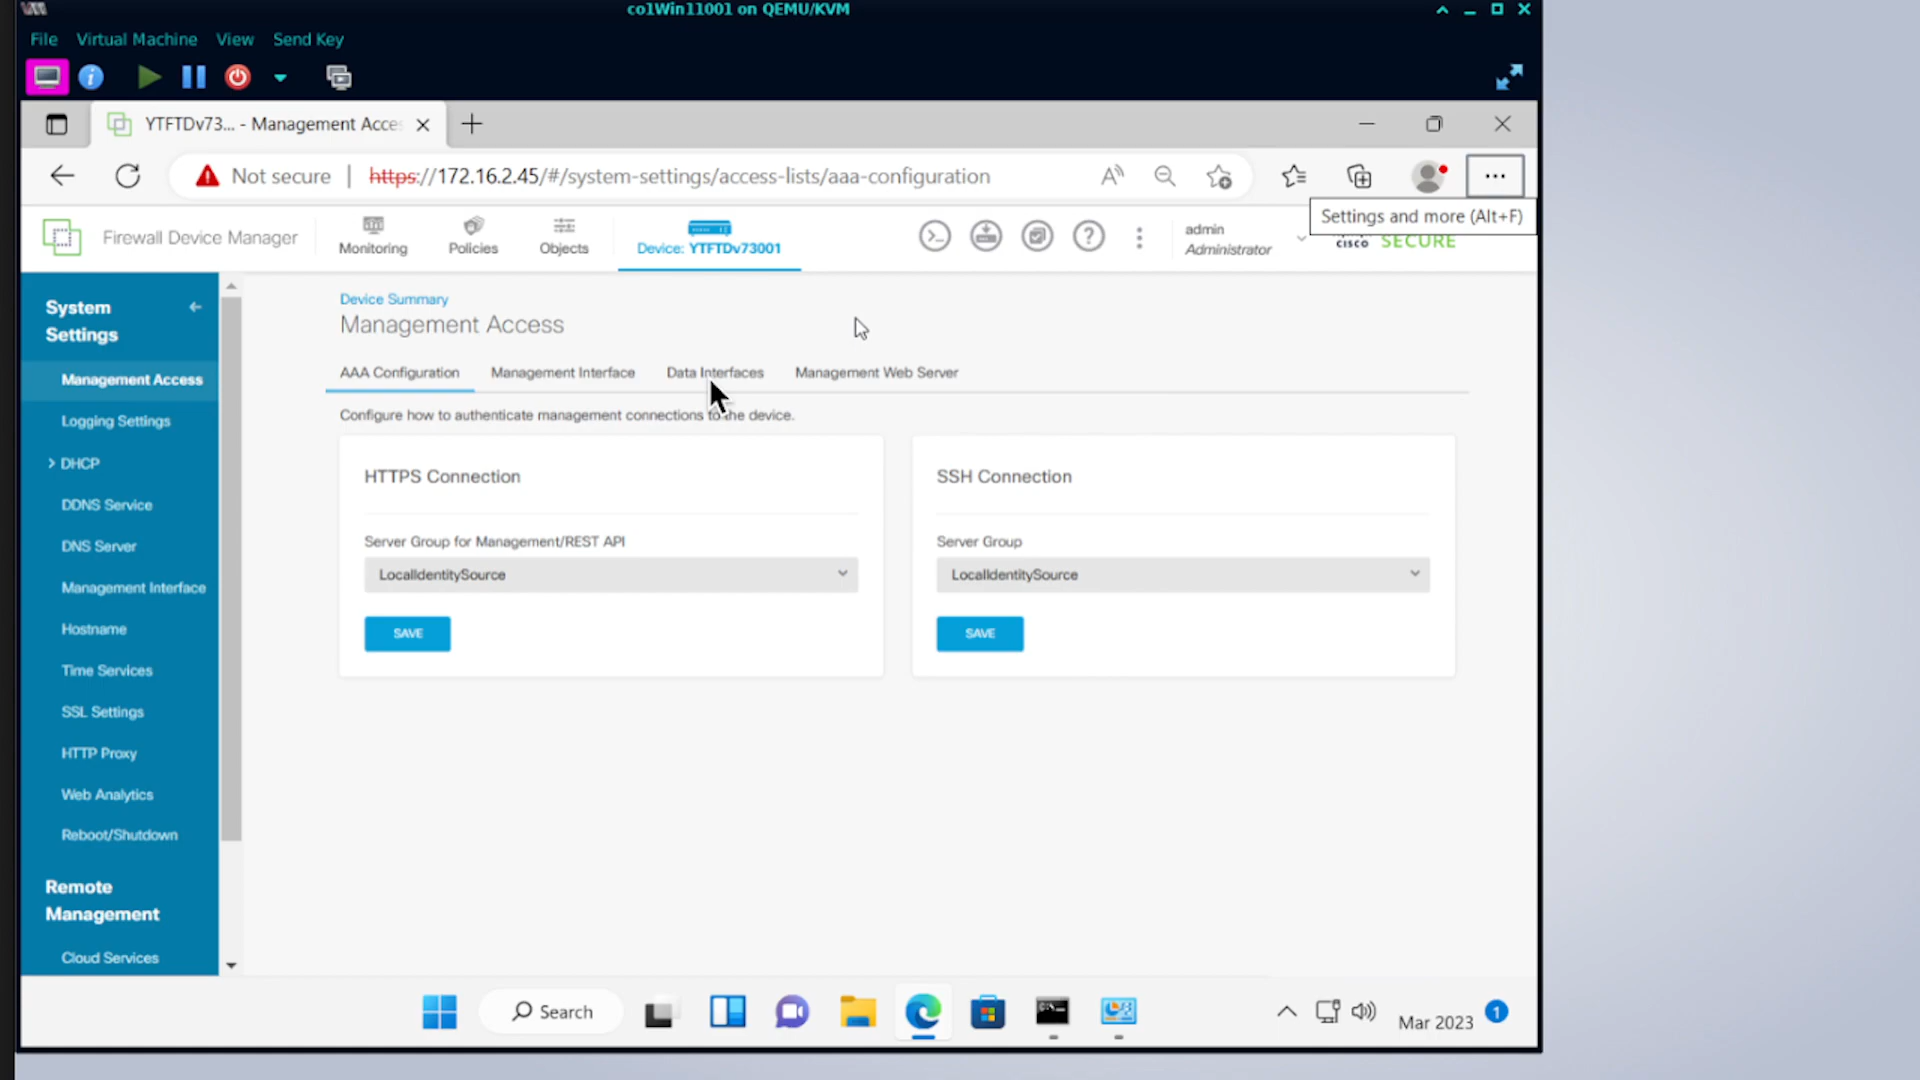 co1Win11001 on QEMU/KVM
File Virtual Machine View Send Key
YTFTDv73... - Management Acce
Not secure | https://172.16.2.45/#/system-settings/access-lists/aaa-configuration
Settings and more (Alt+F)
Firewall Device Manager
Monitoring
Policies
Objects
Device: YTFTDv73001
admin
Administrator
cisco SECURE
System
Settings
Management Access
Logging Settings
DHCP
DDNS Service
DNS Server
Management Interface
Hostname
Time Services
SSL Settings
HTTP Proxy
Web Analytics
Reboot/Shutdown
Remote
Management
Cloud Services
Device Summary
Management Access
AAA Configuration Management Interface Data Interfaces Management Web Server
Configure how to authenticate management connections to the device.
HTTPS Connection
Server Group for Management/REST API
LocalIdentitySource
SAVE
SSH Connection
Server Group
LocalIdentitySource
SAVE
Search
Mar 2023
1